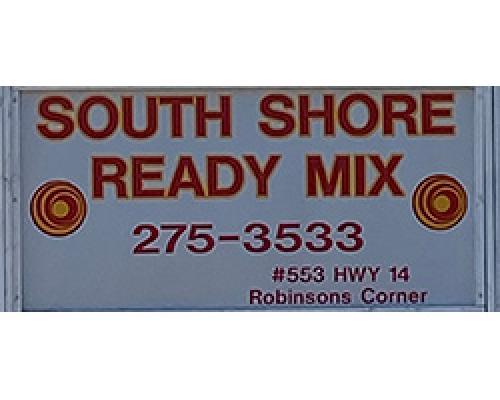 SOUTH SHORE
READY MIX
275-3533
#553 HWY 14
Robinsons Corner